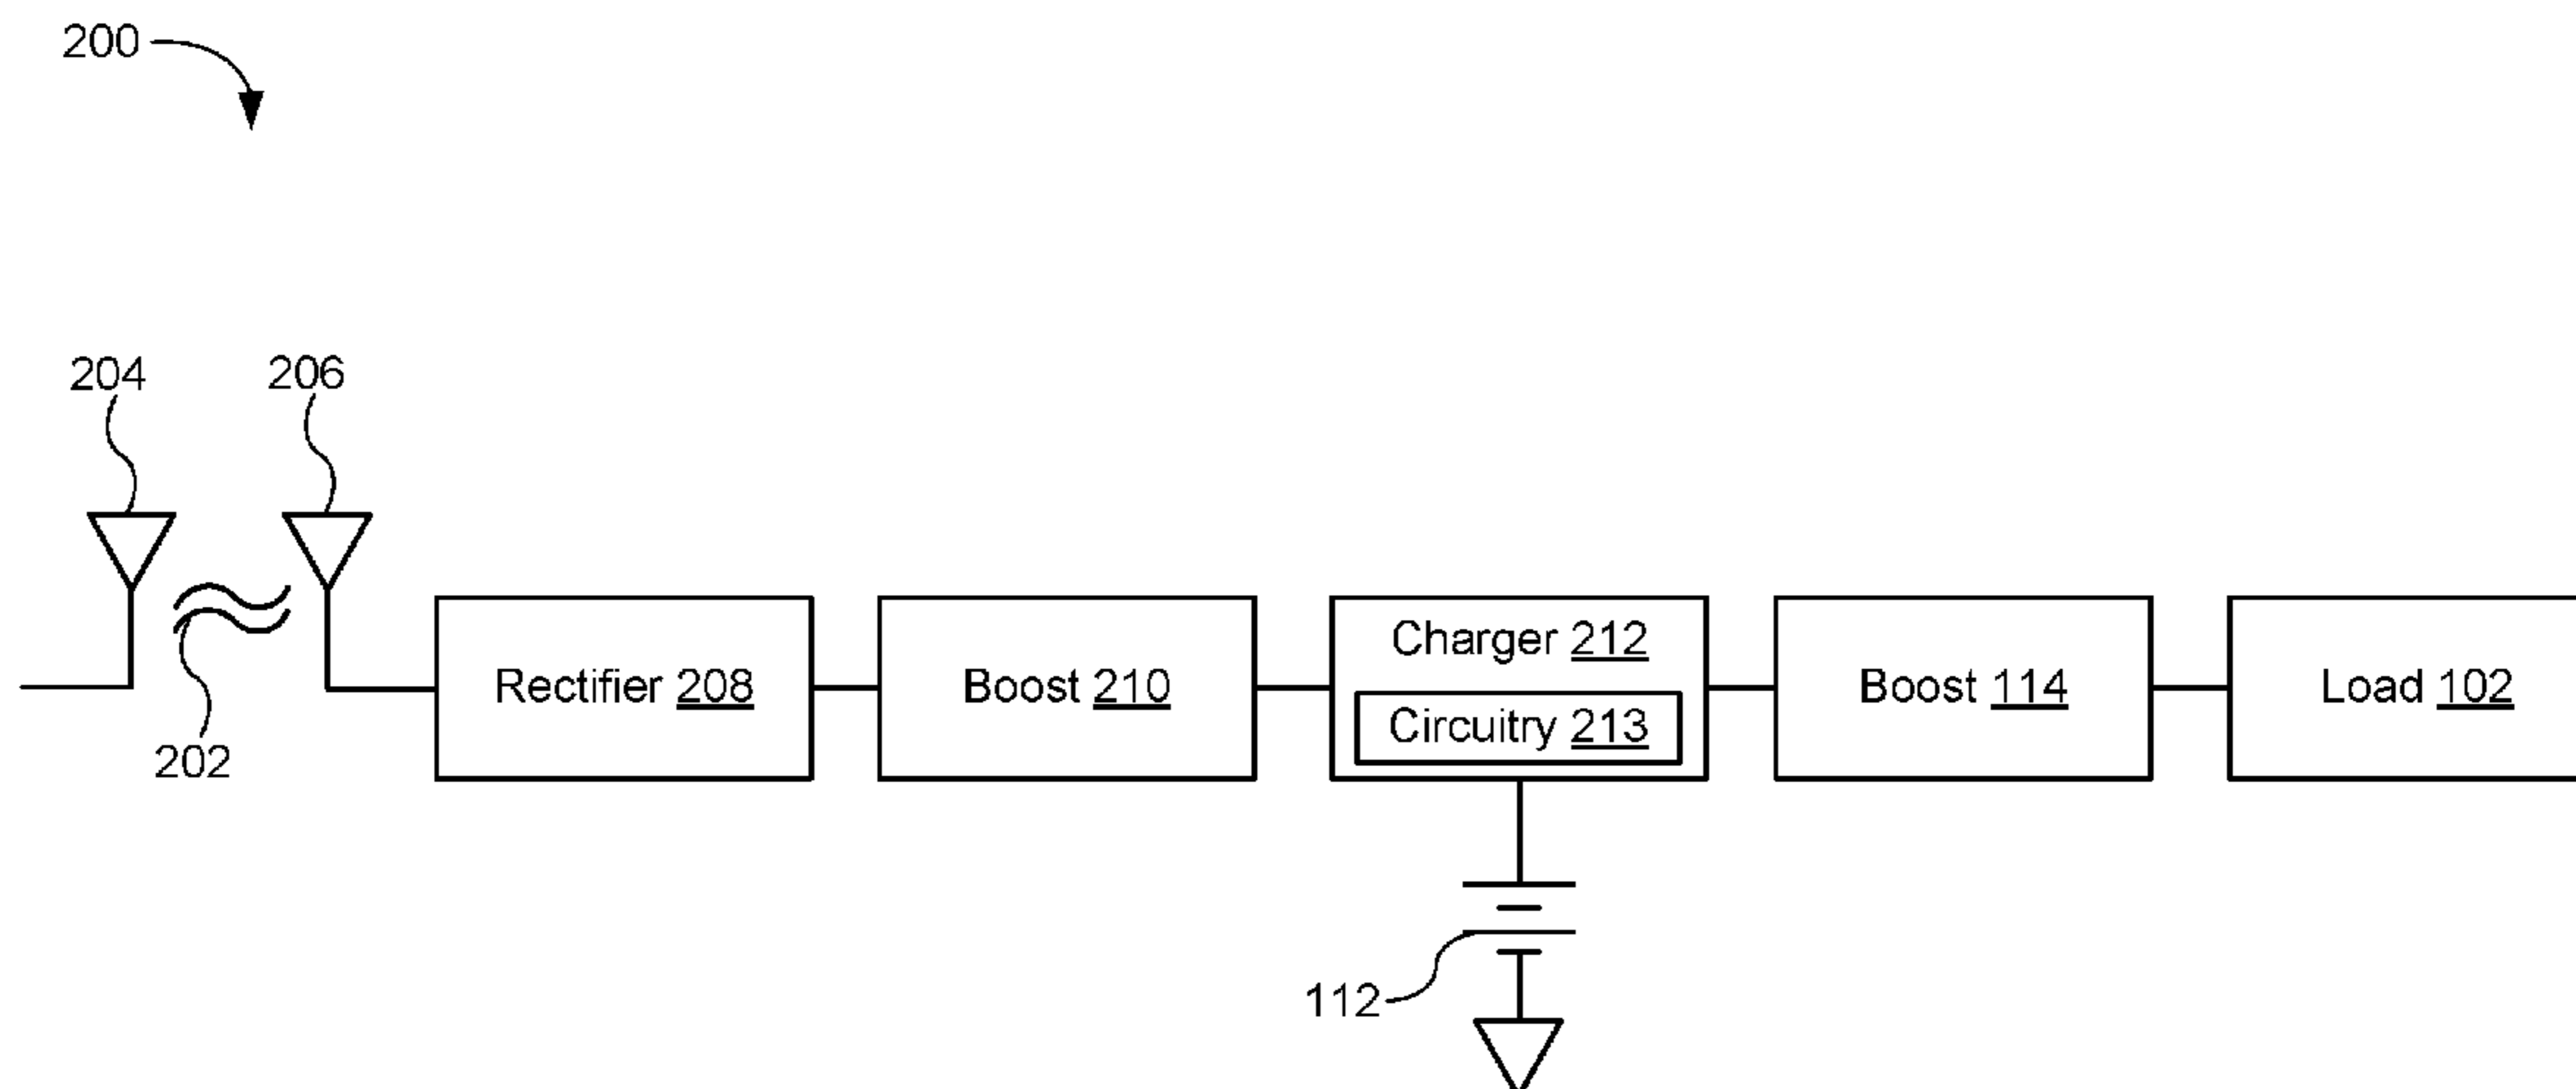 200
204
206
Charger 212
Rectifier 208
Boost 210
Boost 114
Load 102
Circuitry 213
202
112